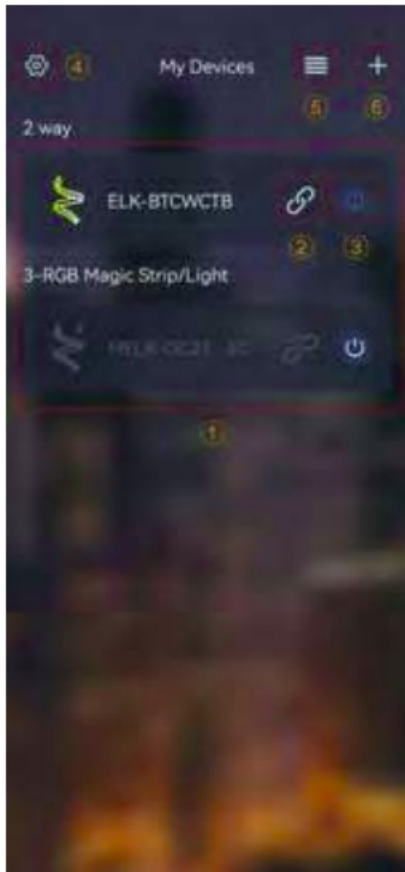 ④ My Devices
⑤ ⑥
2 way
ELK-BTCWCTB
② ③
3-RGB Magic Strip/Light
①